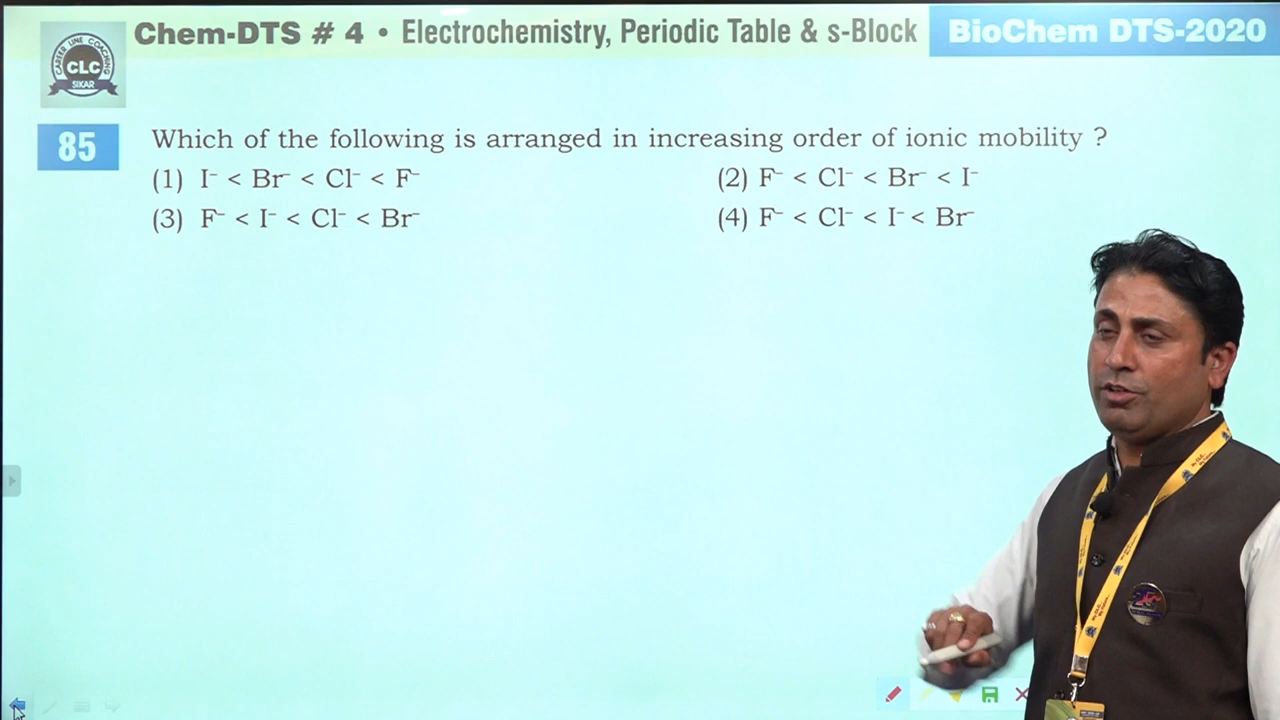 Chem-DTS # 4 • Electrochemistry, Periodic Table & s-Block
BioChem DTS-2020
CAREER LINE COACHING
CLC
SIKAR
85
Which of the following is arranged in increasing order of ionic mobility ?
(1) I⁻ < Br⁻ < Cl⁻ < F⁻
(2) F⁻ < Cl⁻ < Br⁻ < I⁻
(3) F⁻ < I⁻ < Cl⁻ < Br⁻
(4) F⁻ < Cl⁻ < I⁻ < Br⁻